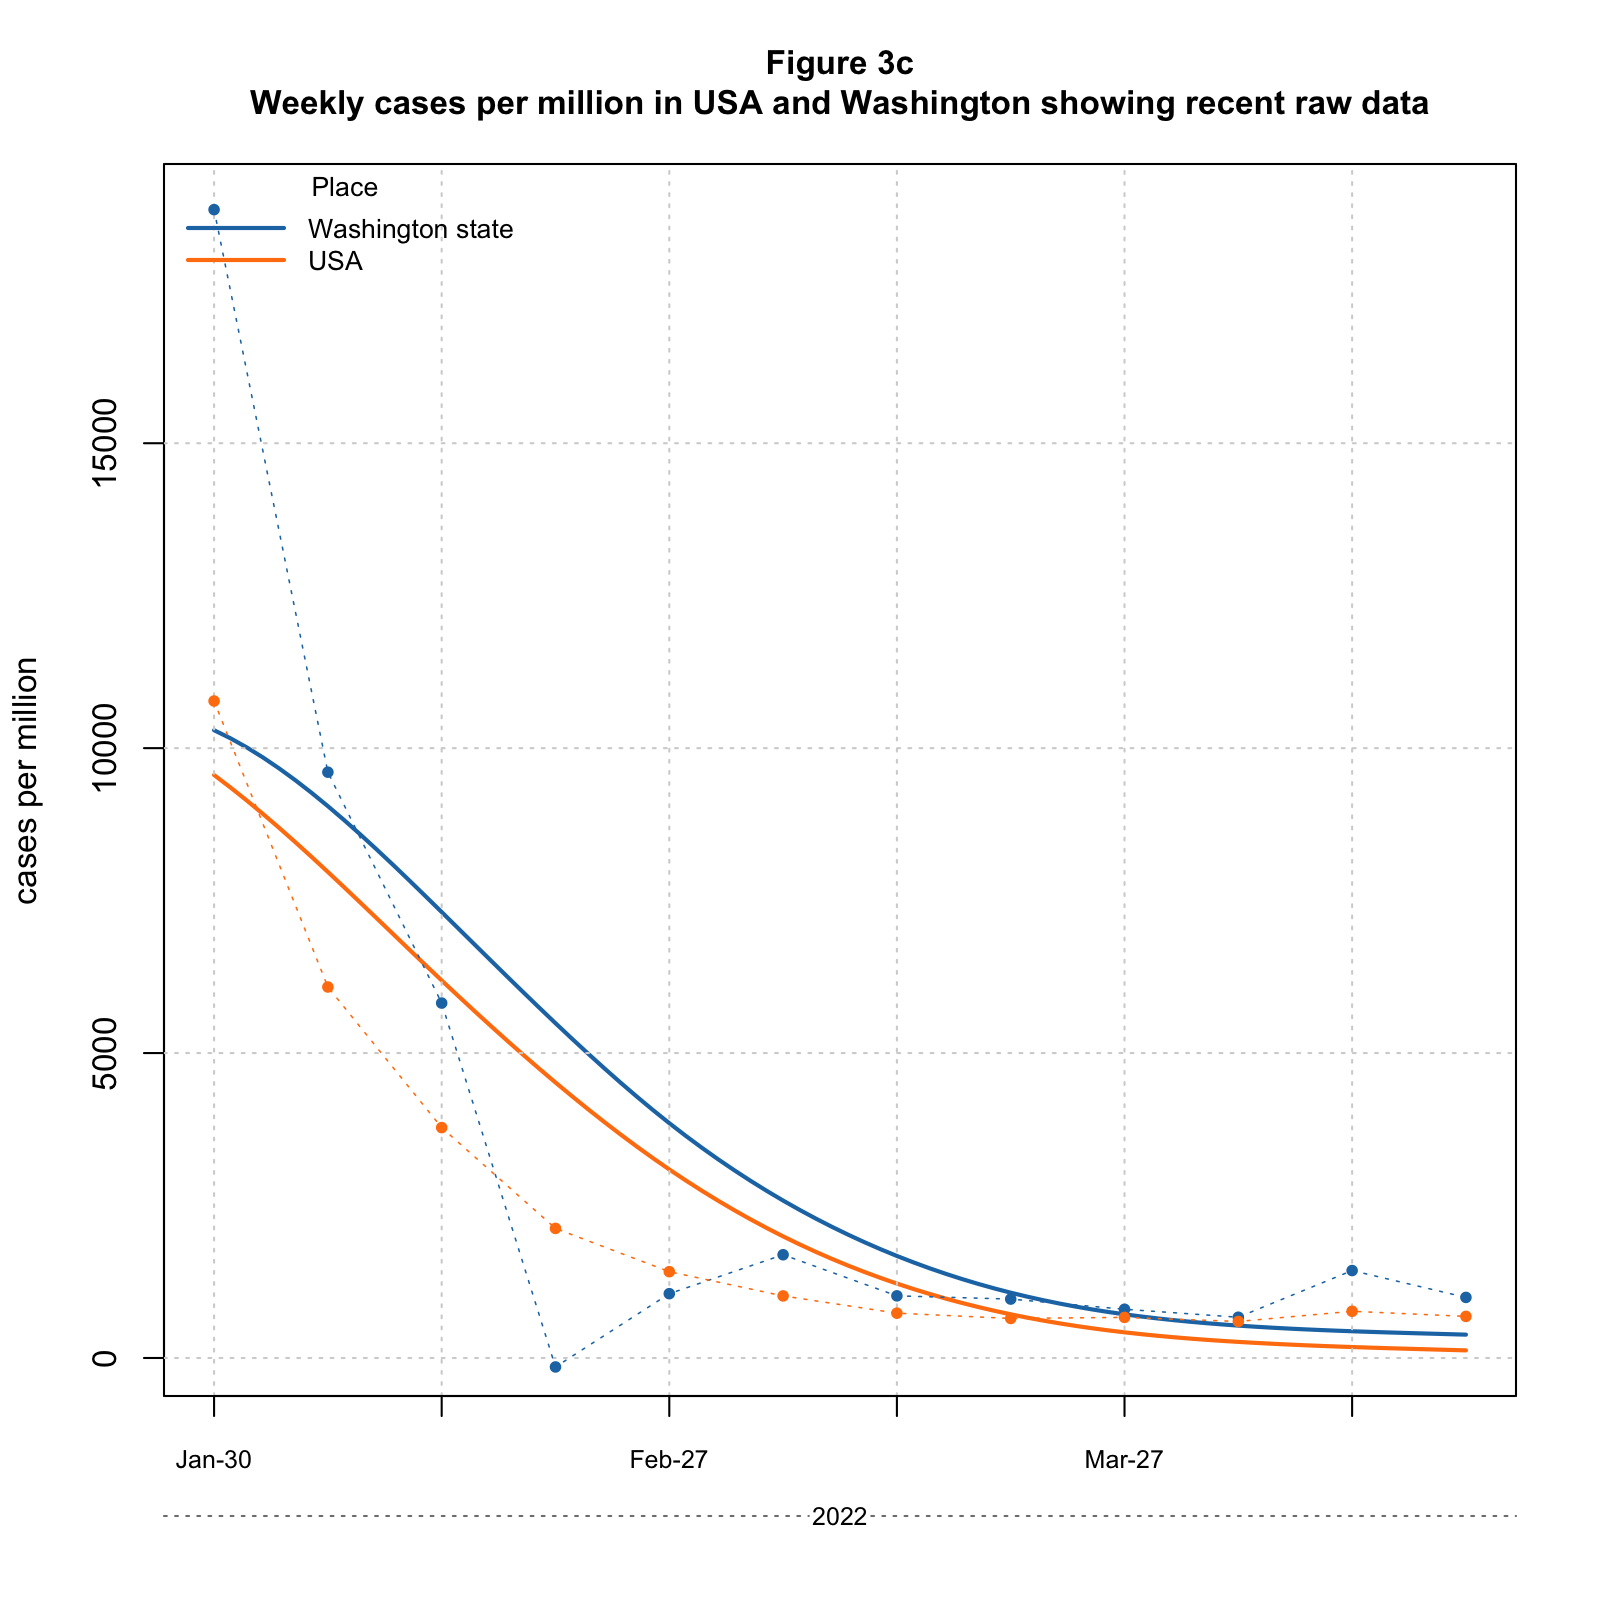 Figure 3c
Weekly cases per million in USA and Washington showing recent raw data
Place
Washington state
USA
cases per million
15000
10000
5000
0
Jan-30
Feb-27
Mar-27
2022